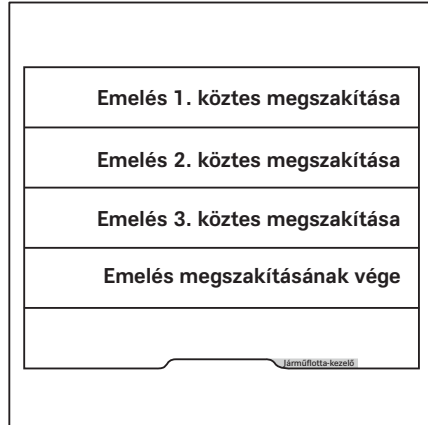 Emelés 1. köztes megszakítása
Emelés 2. köztes megszakítása
Emelés 3. köztes megszakítása
Emelés megszakításának vége
Járműflotta-kezelő